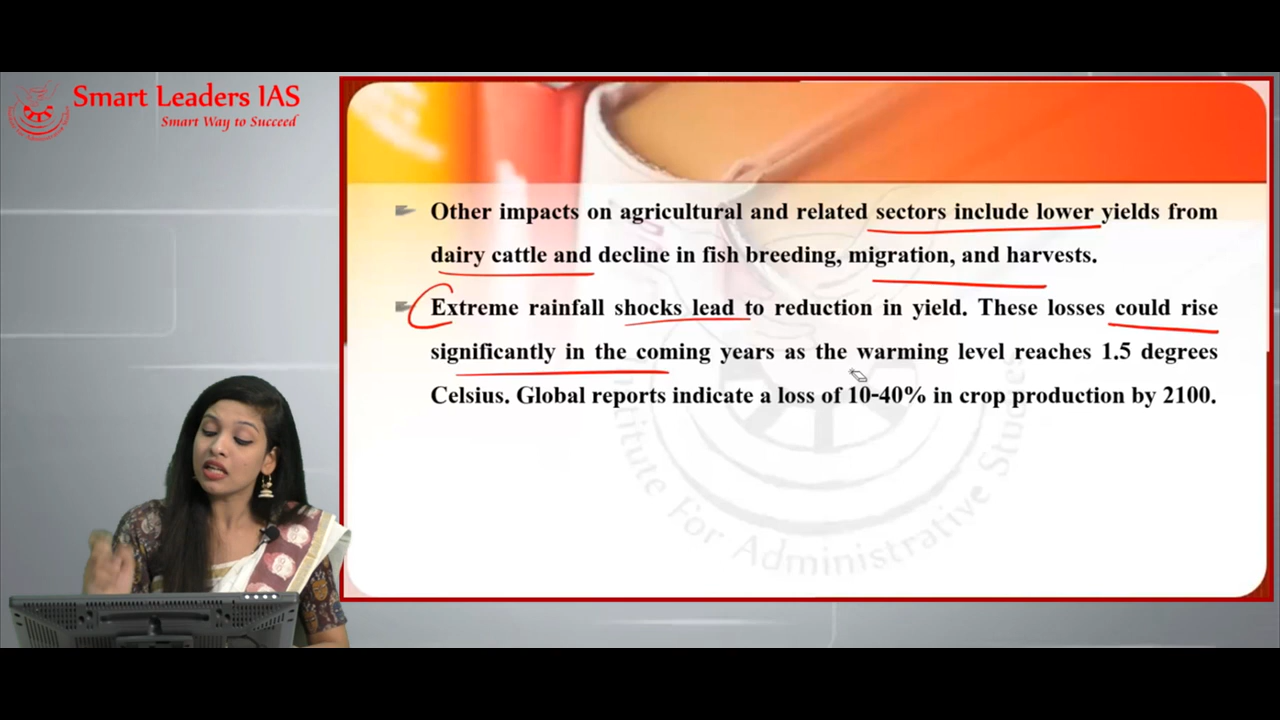 Smart Leaders IAS
Smart Way to Succeed
Other impacts on agricultural and related sectors include lower yields from
dairy cattle and decline in fish breeding, migration, and harvests.
Extreme rainfall shocks lead to reduction in yield. These losses could rise
significantly in the coming years as the warming level reaches 1.5 degrees
Celsius. Global reports indicate a loss of 10-40% in crop production by 2100.
For Administrative Studies